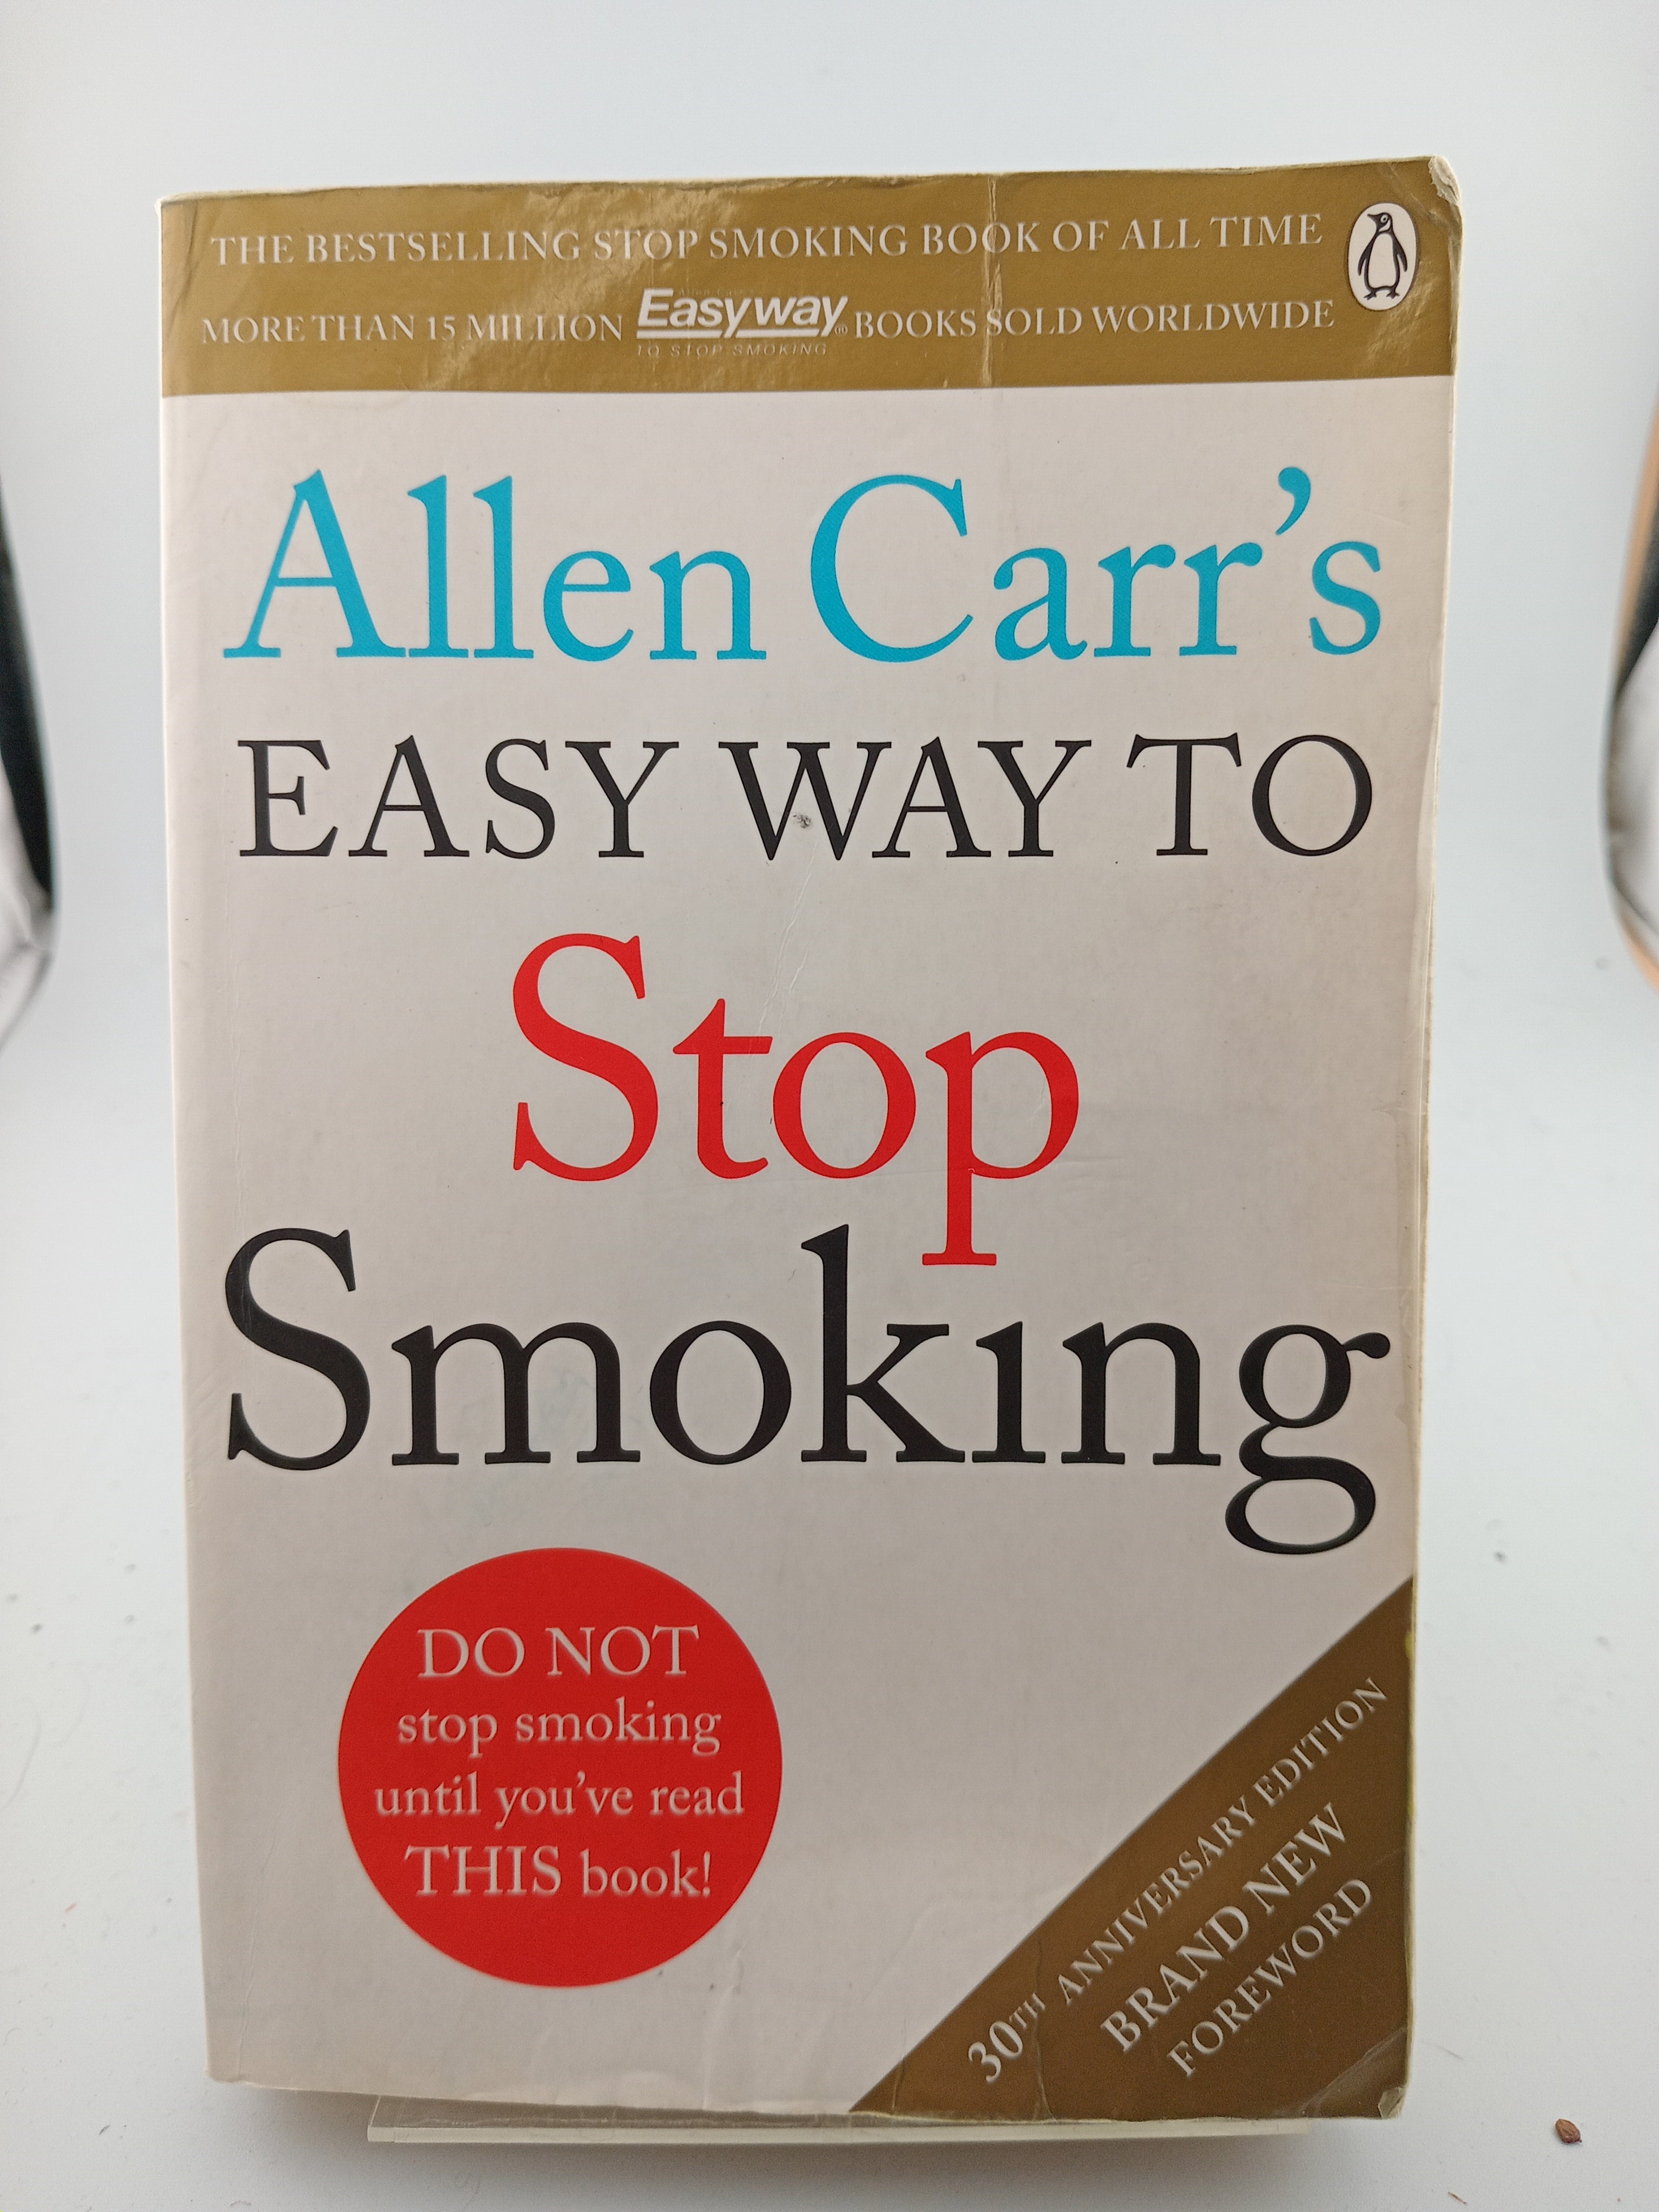 THE BESTSELLING STOP SMOKING BOOK OF ALL TIME
MORE THAN 15 MILLION Easyway® BOOKS SOLD WORLDWIDE
TO STOP SMOKING
Allen Carr's
EASY WAY TO
Stop
Smoking
DO NOT
stop smoking
until you've read
THIS book!
30TH ANNIVERSARY EDITION
BRAND NEW
FOREWORD